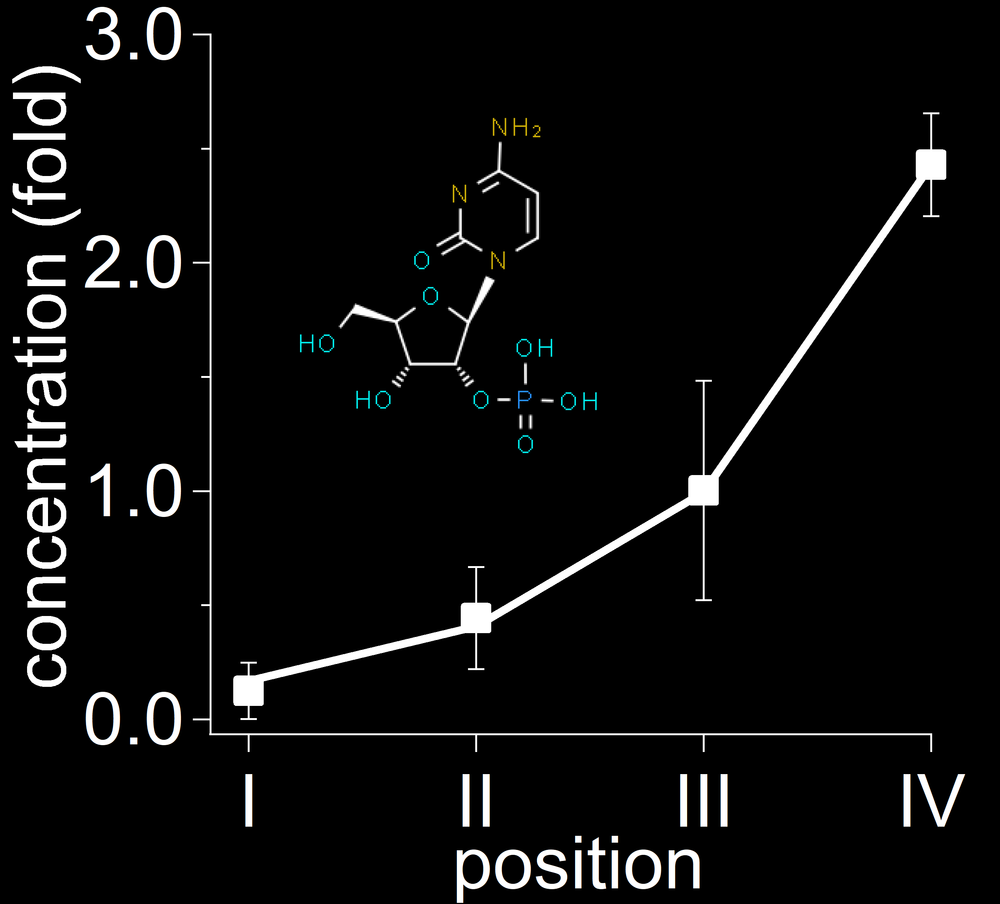 concentration (fold)
3.0
2.0
1.0
0.0
NH2
N
O
N
O
HO
OH
HO
O
P
OH
O
I
II
III
IV
position